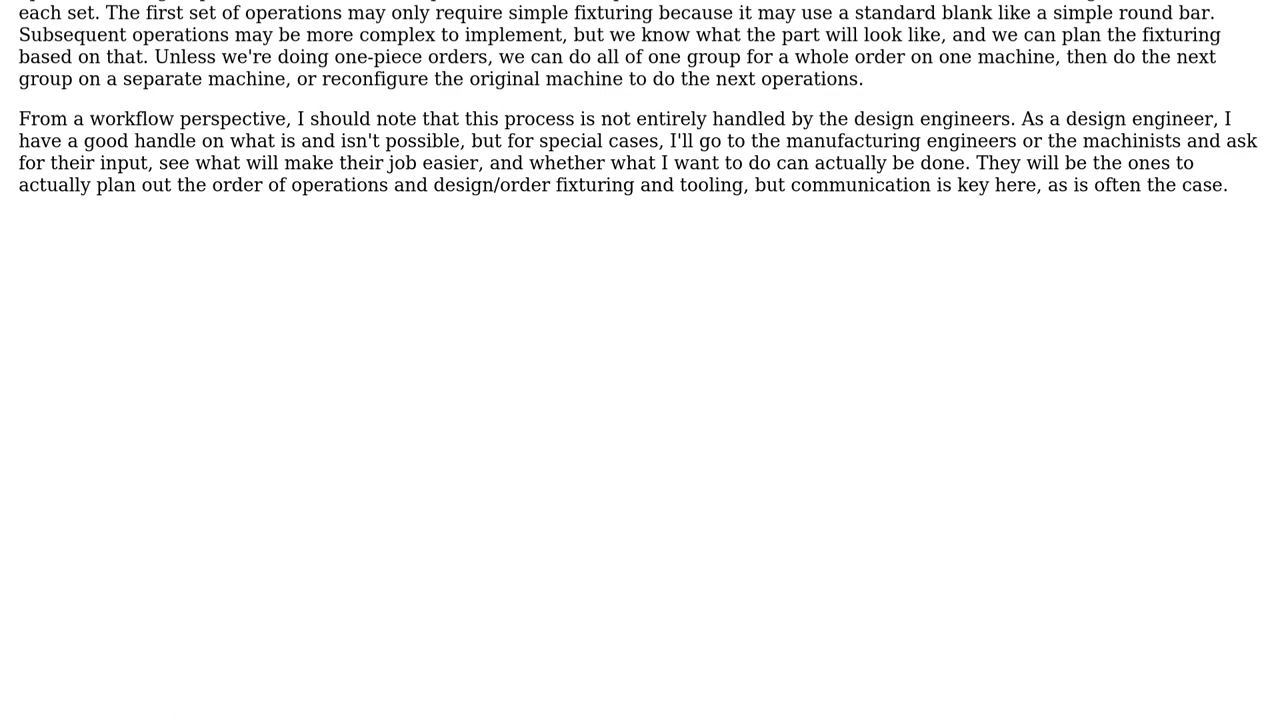 each set. The first set of operations may only require simple fixturing because it may use a standard blank like a simple round bar.
Subsequent operations may be more complex to implement, but we know what the part will look like, and we can plan the fixturing
based on that. Unless we're doing one-piece orders, we can do all of one group for a whole order on one machine, then do the next
group on a separate machine, or reconfigure the original machine to do the next operations.
From a workflow perspective, I should note that this process is not entirely handled by the design engineers. As a design engineer, I
have a good handle on what is and isn't possible, but for special cases, I'll go to the manufacturing engineers or the machinists and ask
for their input, see what will make their job easier, and whether what I want to do can actually be done. They will be the ones to
actually plan out the order of operations and design/order fixturing and tooling, but communication is key here, as is often the case.